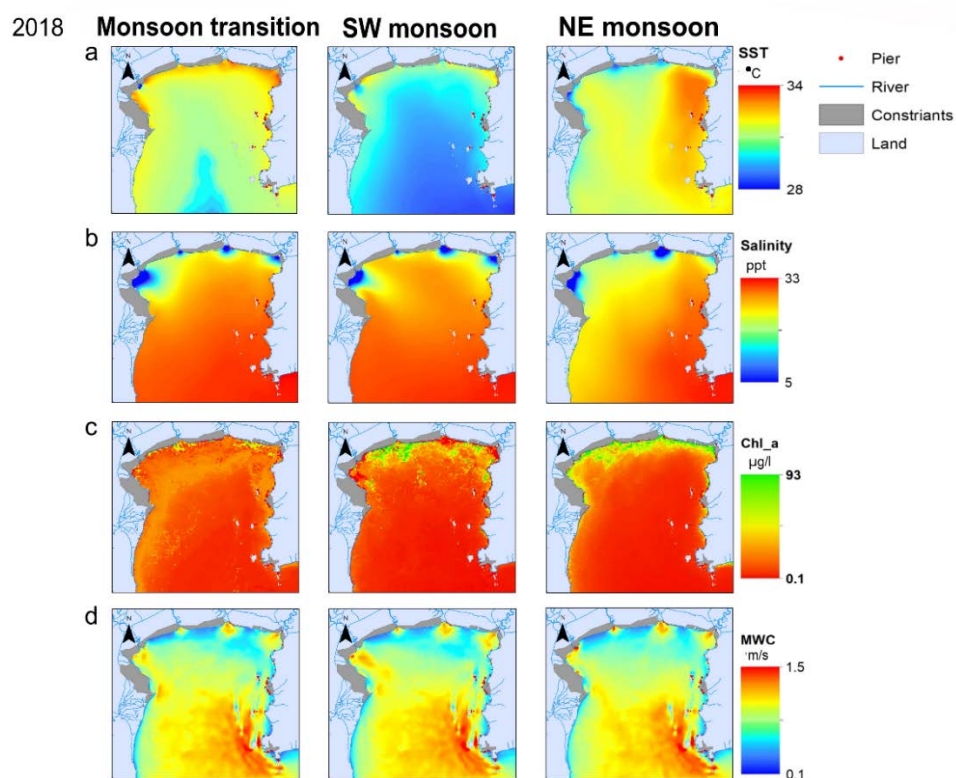 2018
Monsoon transition
SW monsoon
NE monsoon
a
N
N
N
SST
°C
34
28
Pier
River
Constriants
Land
b
N
N
N
Salinity
ppt
33
5
c
N
N
N
Chl_a
µg/l
93
0.1
d
N
N
N
MWC
m/s
1.5
0.1